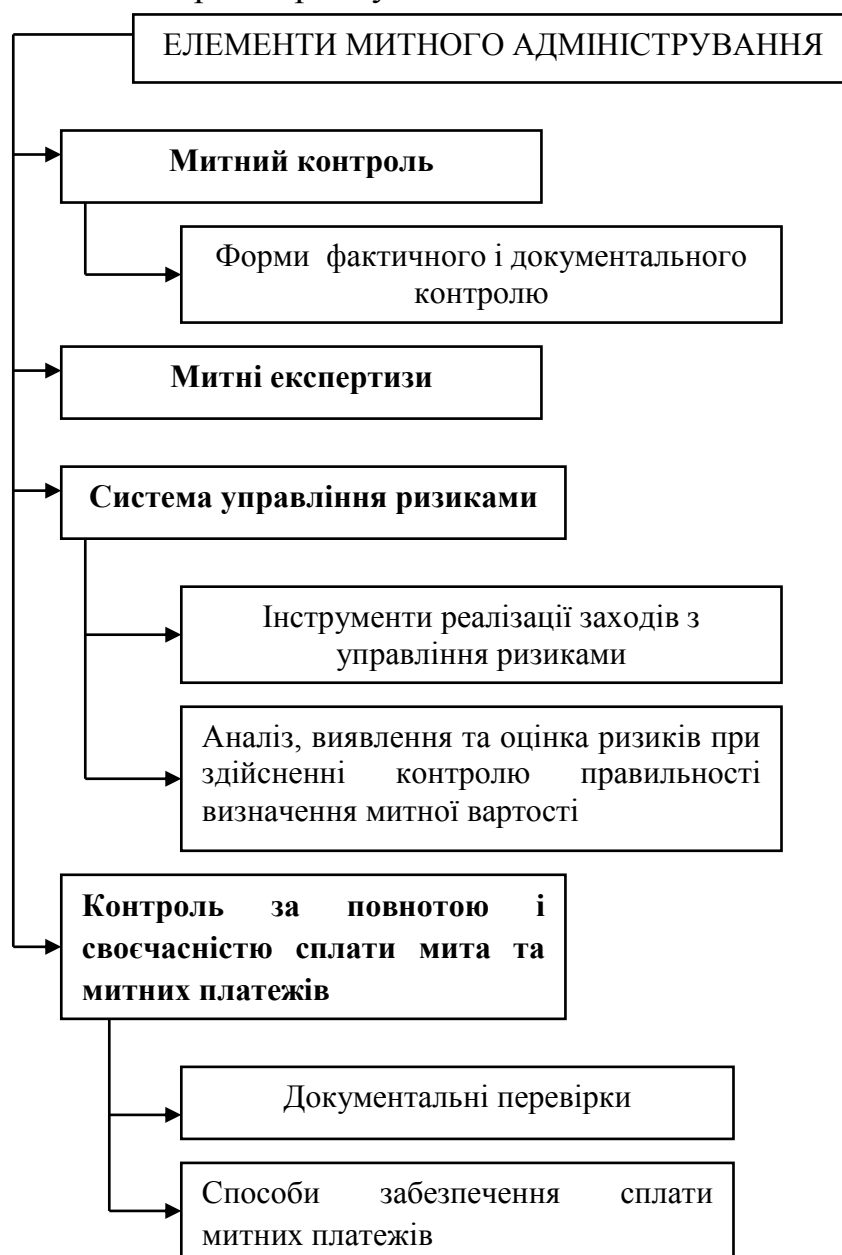 ЕЛЕМЕНТИ МИТНОГО АДМІНІСТРУВАННЯ
Митний контроль
Форми фактичного і документального
контролю
Митні експертизи
Система управління ризиками
Інструменти реалізації заходів з
управління ризиками
Аналіз, виявлення та оцінка ризиків при
здійсненні контролю правильності
визначення митної вартості
Контроль за повнотою і
своєчасністю сплати мита та
митних платежів
Документальні перевірки
Способи забезпечення сплати
митних платежів